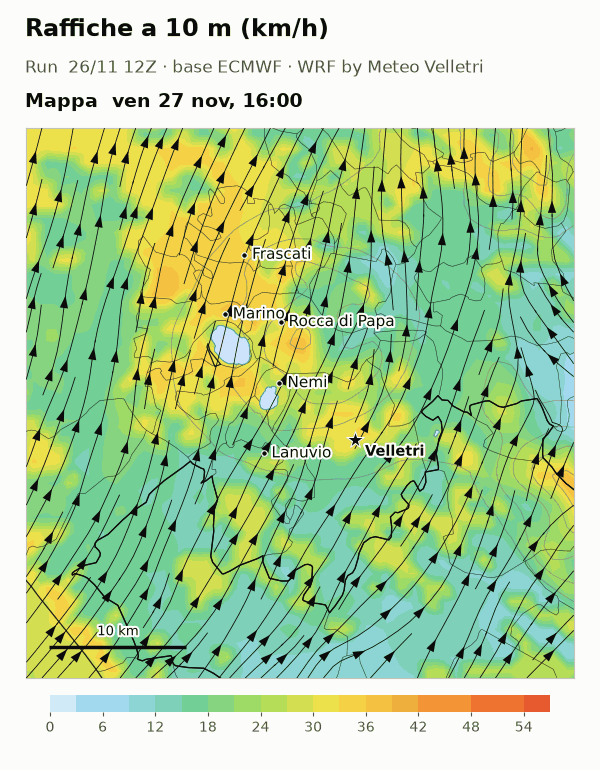 Raffiche a 10 m (km/h)
Run  26/11 12Z · base ECMWF · WRF by Meteo Velletri
Mappa  ven 27 nov, 16:00
Frascati
Marino
Rocca di Papa
Nemi
Velletri
Lanuvio
10 km
0 6 12 18 24 30 36 42 48 54